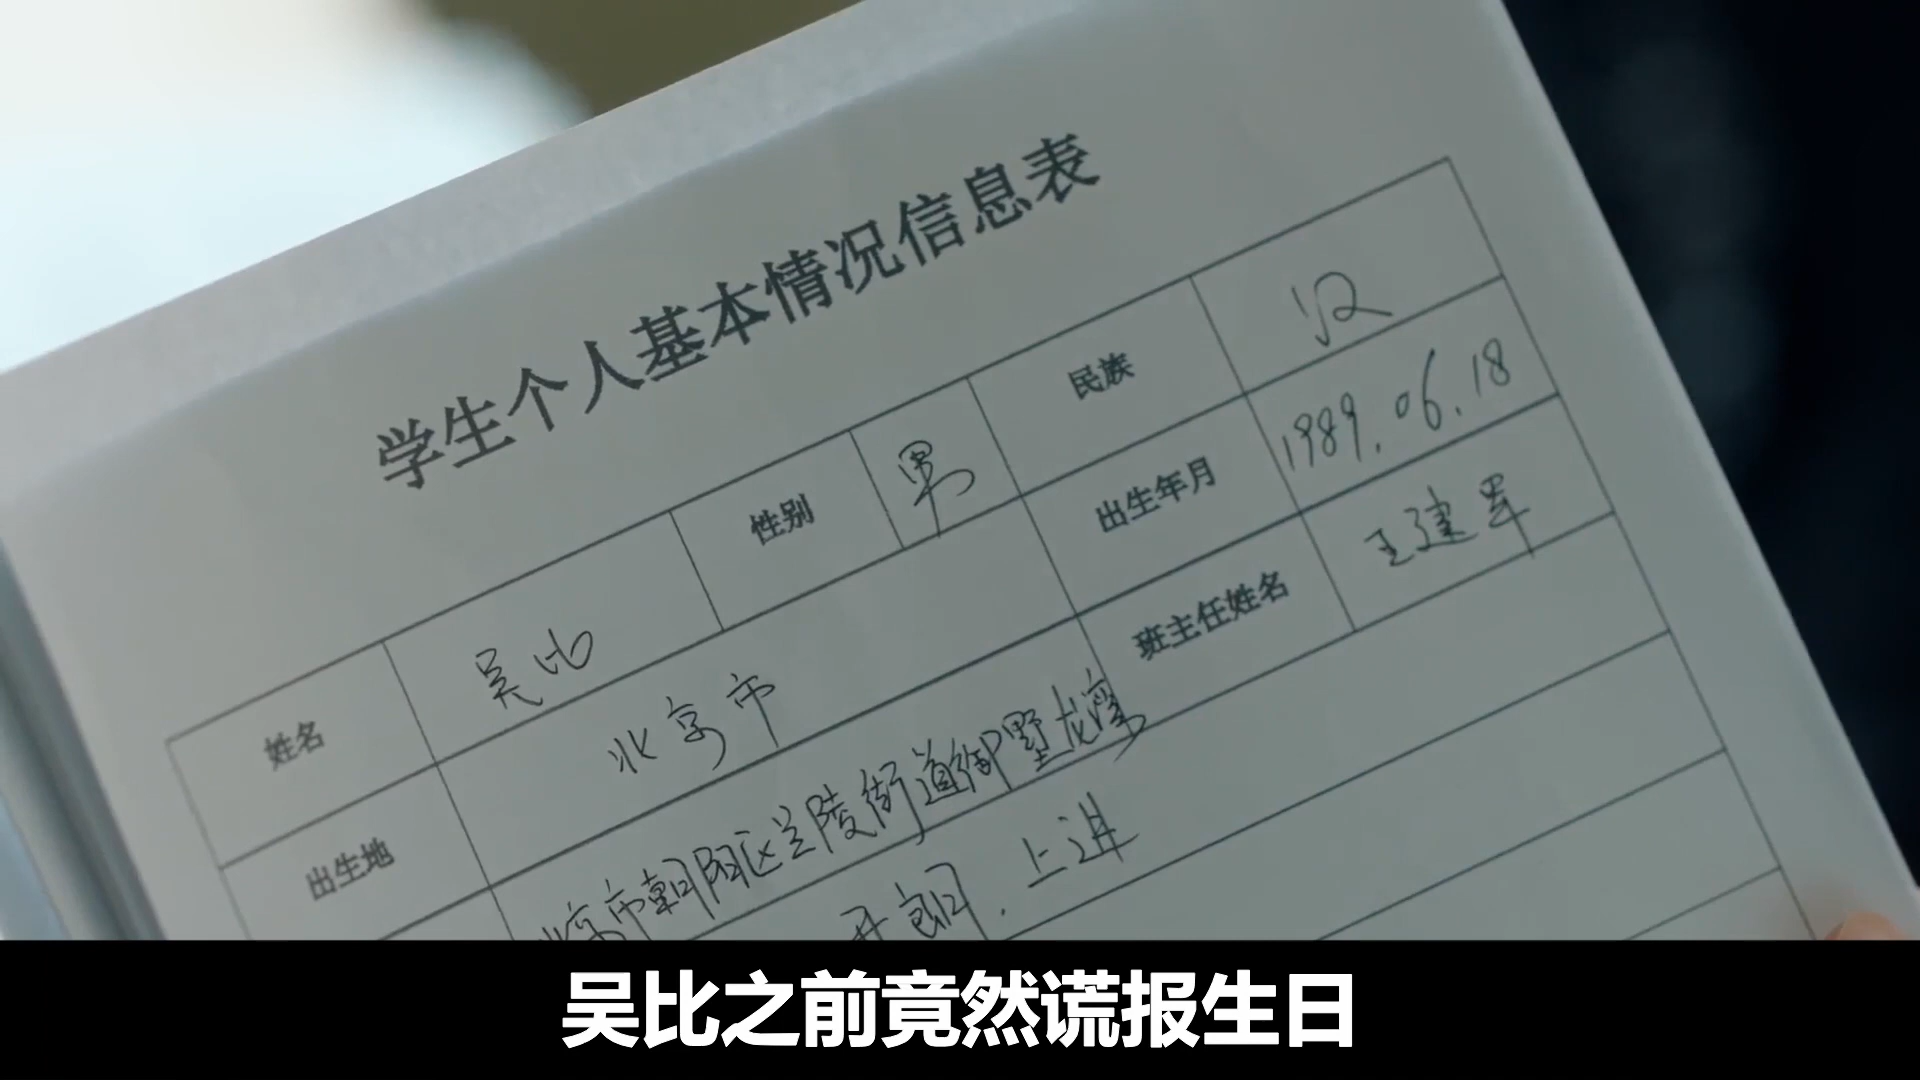 学生个人基本情况信息表
姓名 吴比 性别 男 民族 汉
出生地 北京市 出生年月 1989.06.18
北京市朝阳区兰陵街道御墅龙湾 班主任姓名 王建军
开朗.上进
吴比之前竟然谎报生日